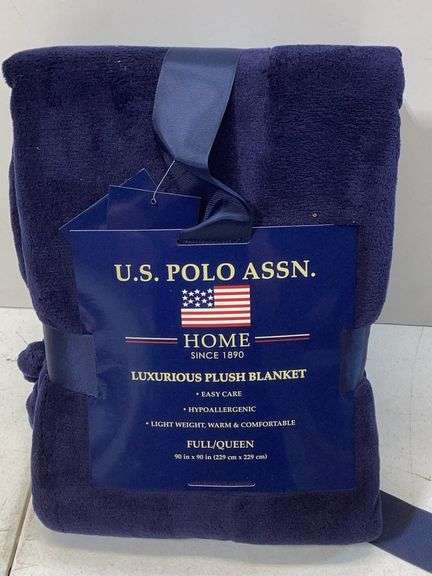 U.S. POLO ASSN.
HOME
SINCE 1890
LUXURIOUS PLUSH BLANKET
• EASY CARE
• HYPOALLERGENIC
• LIGHT WEIGHT, WARM & COMFORTABLE
FULL/QUEEN
90 in x 90 in (229 cm x 229 cm)